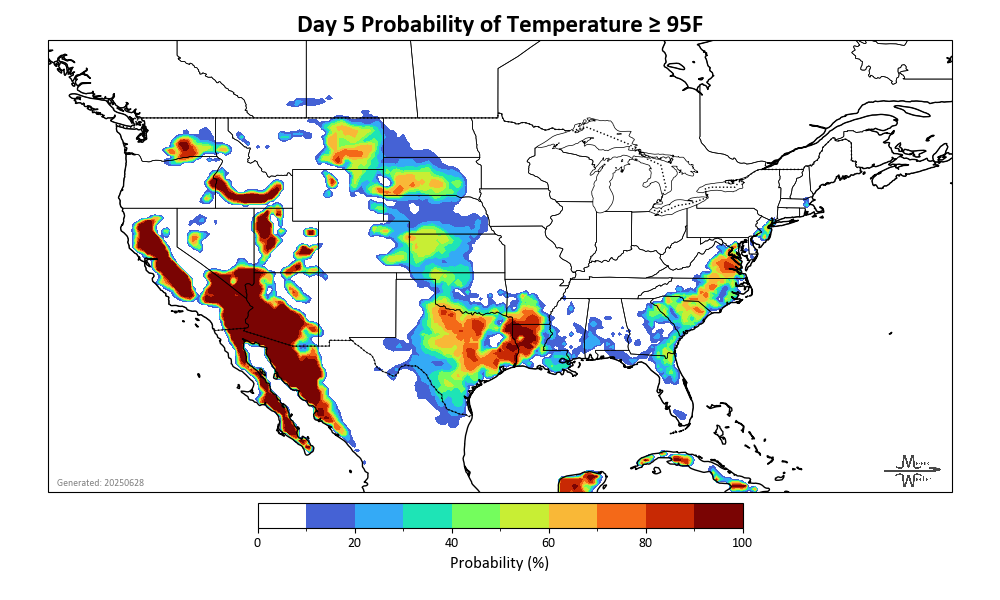 Day 5 Probability of Temperature ≥ 95F
Generated: 20250628
0 20 40 60 80 100
Probability (%)